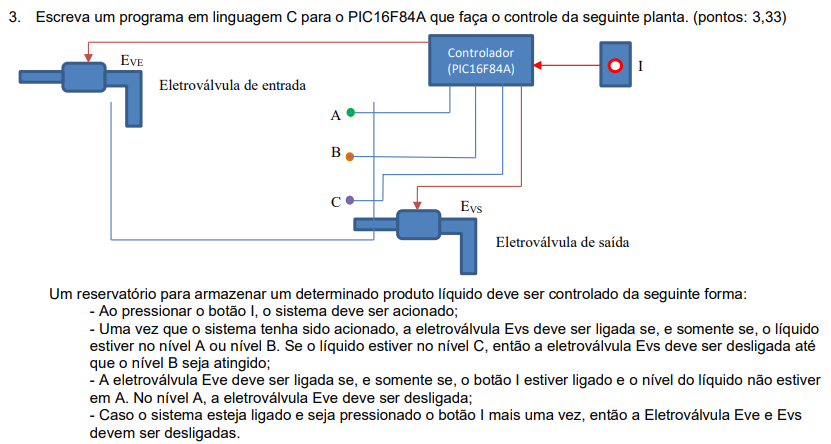 3. Escreva um programa em linguagem C para o PIC16F84A que faça o controle da seguinte planta. (pontos: 3,33)
Controlador
(PIC16F84A)
EVE
I
Eletroválvula de entrada
A
B
C
EVS
Eletroválvula de saída
Um reservatório para armazenar um determinado produto líquido deve ser controlado da seguinte forma:
- Ao pressionar o botão I, o sistema deve ser acionado;
- Uma vez que o sistema tenha sido acionado, a eletroválvula Evs deve ser ligada se, e somente se, o líquido
estiver no nível A ou nível B. Se o líquido estiver no nível C, então a eletroválvula Evs deve ser desligada até
que o nível B seja atingido;
- A eletroválvula Eve deve ser ligada se, e somente se, o botão I estiver ligado e o nível do líquido não estiver
em A. No nível A, a eletroválvula Eve deve ser desligada;
- Caso o sistema esteja ligado e seja pressionado o botão I mais uma vez, então a Eletroválvula Eve e Evs
devem ser desligadas.